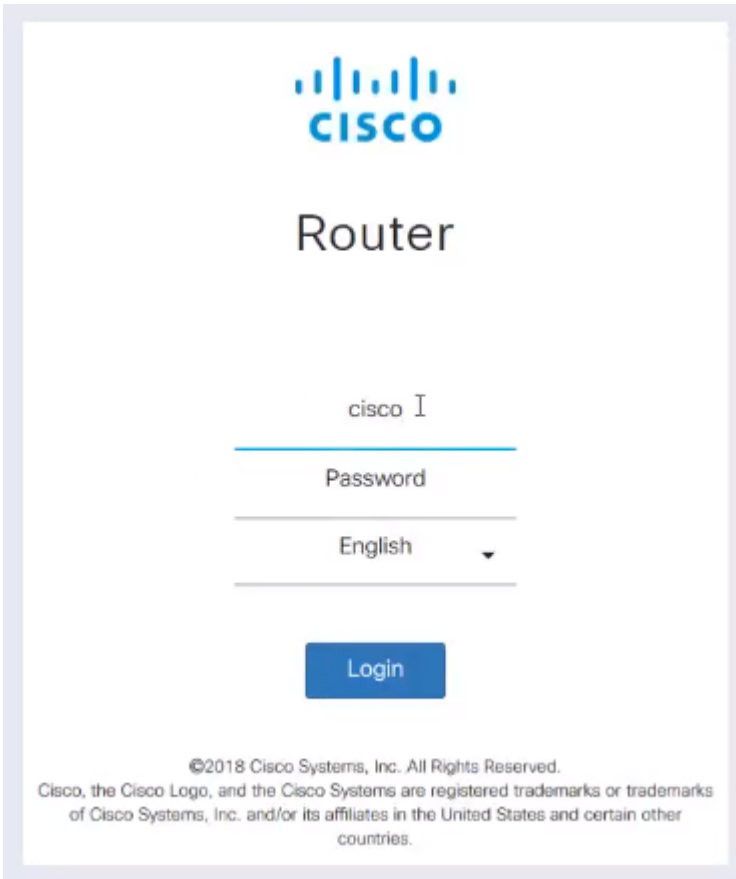 CISCO
Router
cisco
Password
English
Login
©2018 Cisco Systems, Inc. All Rights Reserved.
Cisco, the Cisco Logo, and the Cisco Systems are registered trademarks or trademarks
of Cisco Systems, Inc. and/or its affiliates in the United States and certain other
countries.